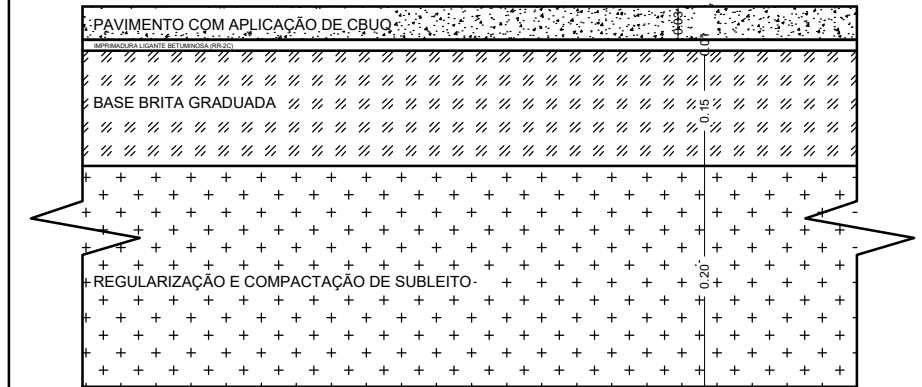 PAVIMENTO COM APLICAÇÃO DE CBUQ
0.03
IMPRIMADURA LIGANTE BETUMINOSA (RR-2C)
0.01
BASE BRITA GRADUADA
0.15
REGULARIZAÇÃO E COMPACTAÇÃO DE SUBLEITO
0.20